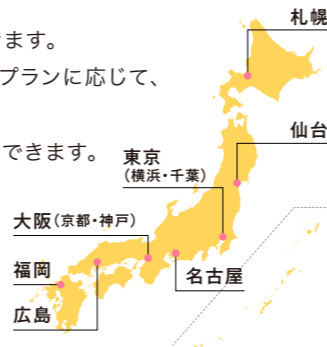 きます。
プランに応じて、
できます。
札幌
仙台
東京
(横浜・千葉)
大阪(京都・神戸)
福岡
広島
名古屋